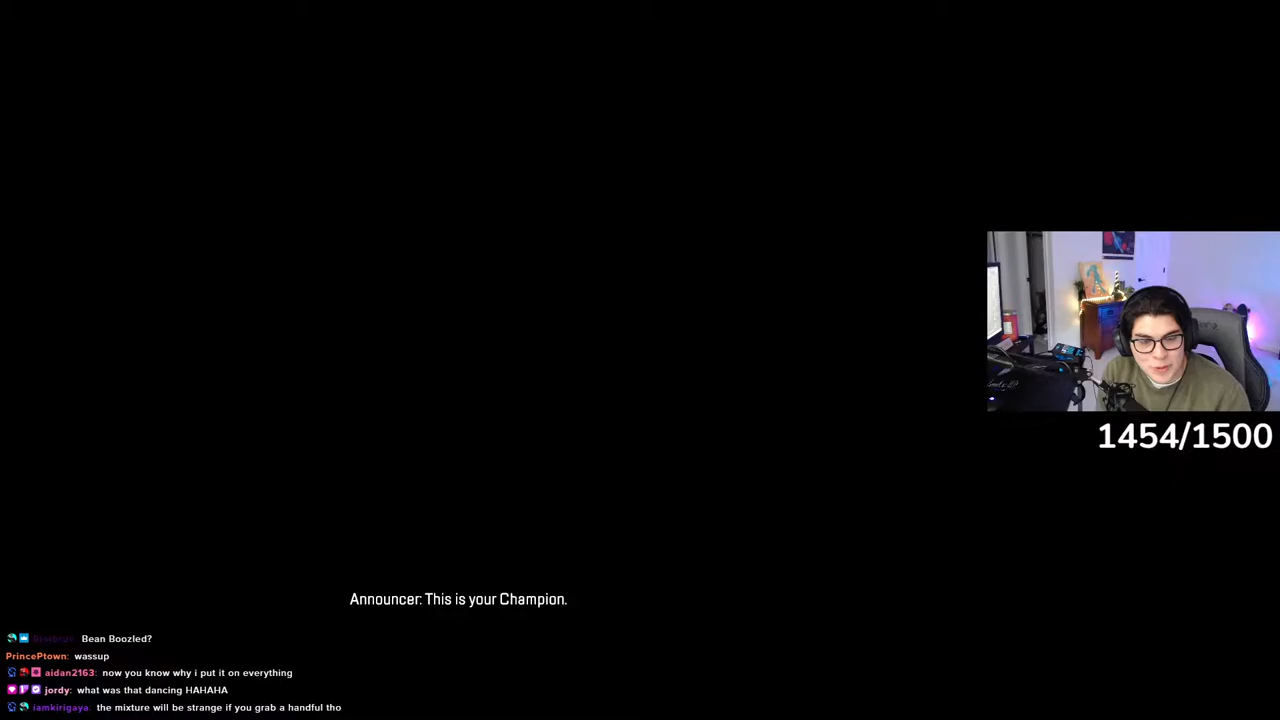 1454/1500
Announcer: This is your Champion.
Bean Boozled?
PrincePtown: wassup
aidan2163: now you know why i put it on everything
jordy: what was that dancing HAHAHA
iamkirigaya: the mixture will be strange if you grab a handful tho